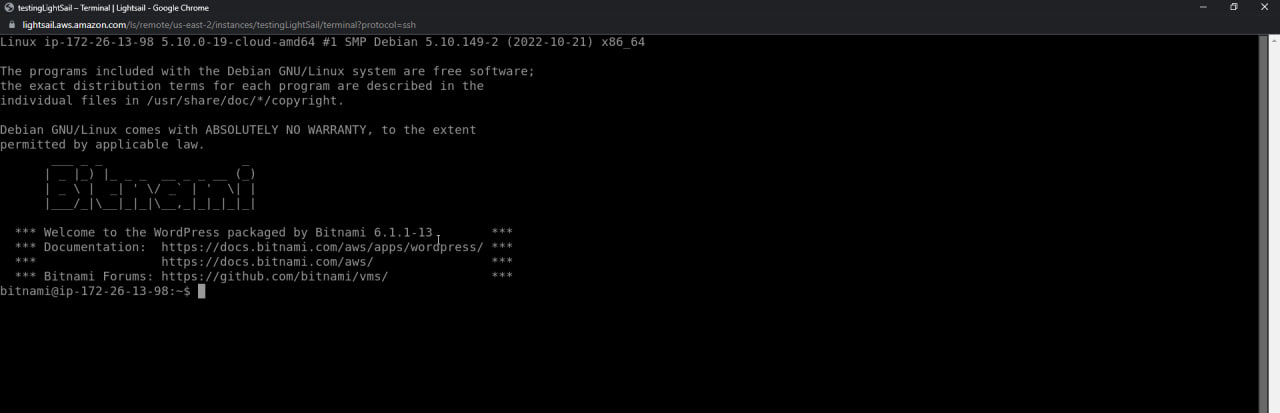 testingLightSail – Terminal | Lightsail - Google Chrome
lightsail.aws.amazon.com/ls/remote/us-east-2/instances/testingLightSail/terminal?protocol=ssh
Linux ip-172-26-13-98 5.10.0-19-cloud-amd64 #1 SMP Debian 5.10.149-2 (2022-10-21) x86_64
The programs included with the Debian GNU/Linux system are free software;
the exact distribution terms for each program are described in the
individual files in /usr/share/doc/*/copyright.
Debian GNU/Linux comes with ABSOLUTELY NO WARRANTY, to the extent
permitted by applicable law.
Bitnami
*** Welcome to the WordPress packaged by Bitnami 6.1.1-13 ***
*** Documentation: https://docs.bitnami.com/aws/apps/wordpress/ ***
*** https://docs.bitnami.com/aws/ ***
*** Bitnami Forums: https://github.com/bitnami/vms/ ***
bitnami@ip-172-26-13-98:~$